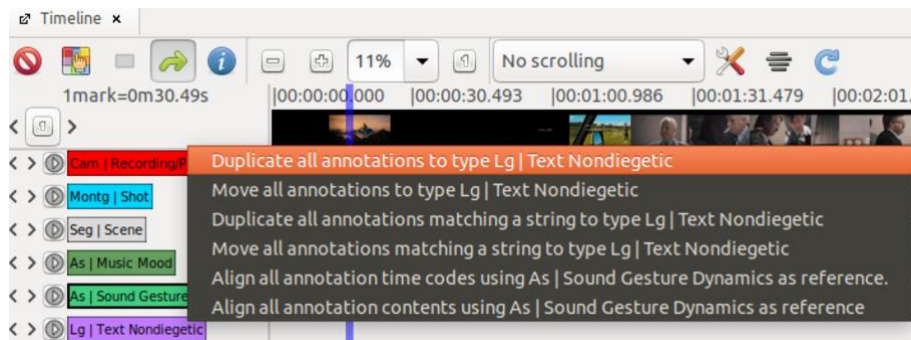 Timeline ×
11% No scrolling
1mark=0m30.49s |00:00:00.000 |00:00:30.493 |00:01:00.986 |00:01:31.479 |00:02:01.
Cam | Recording/P
Duplicate all annotations to type Lg | Text Nondiegetic
Montg | Shot
Move all annotations to type Lg | Text Nondiegetic
Seg | Scene
Duplicate all annotations matching a string to type Lg | Text Nondiegetic
As | Music Mood
Move all annotations matching a string to type Lg | Text Nondiegetic
As | Sound Gesture
Align all annotation time codes using As | Sound Gesture Dynamics as reference.
Align all annotation contents using As | Sound Gesture Dynamics as reference
Lg | Text Nondiegetic